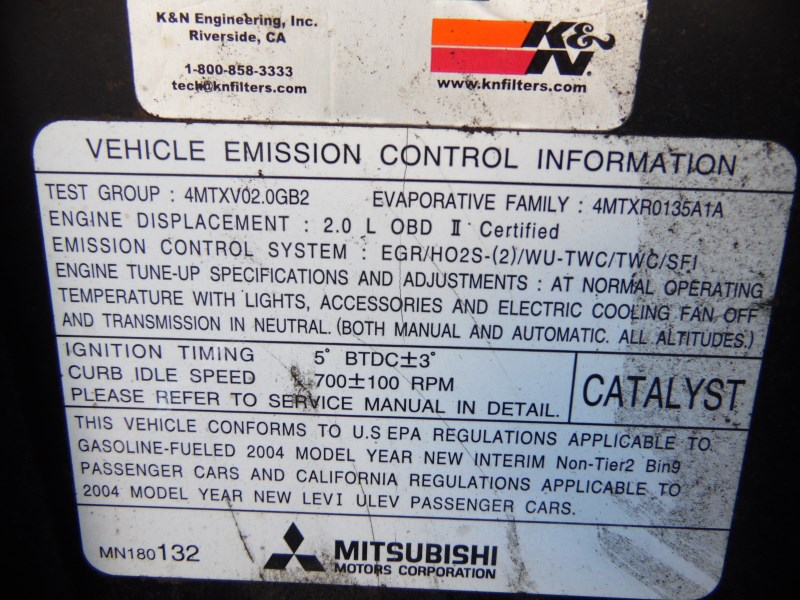 K&N Engineering, Inc.
Riverside, CA
1-800-858-3333
tech@knfilters.com
K&N.
www.knfilters.com
VEHICLE EMISSION CONTROL INFORMATION
TEST GROUP : 4MTXV02.0GB2 EVAPORATIVE FAMILY : 4MTXR0135A1A
ENGINE DISPLACEMENT : 2.0 L OBD Ⅱ Certified
EMISSION CONTROL SYSTEM : EGR/HO2S-(2)/WU-TWC/TWC/SFI
ENGINE TUNE-UP SPECIFICATIONS AND ADJUSTMENTS : AT NORMAL OPERATING
TEMPERATURE WITH LIGHTS, ACCESSORIES AND ELECTRIC COOLING FAN OFF
AND TRANSMISSION IN NEUTRAL. (BOTH MANUAL AND AUTOMATIC. ALL ALTITUDES.)
IGNITION TIMING 5° BTDC±3°
CURB IDLE SPEED 700±100 RPM
PLEASE REFER TO SERVICE MANUAL IN DETAIL.
CATALYST
THIS VEHICLE CONFORMS TO U.S EPA REGULATIONS APPLICABLE TO
GASOLINE-FUELED 2004 MODEL YEAR NEW INTERIM Non-Tier2 Bin9
PASSENGER CARS AND CALIFORNIA REGULATIONS APPLICABLE TO
2004 MODEL YEAR NEW LEV I ULEV PASSENGER CARS.
MN180132
MITSUBISHI
MOTORS CORPORATION